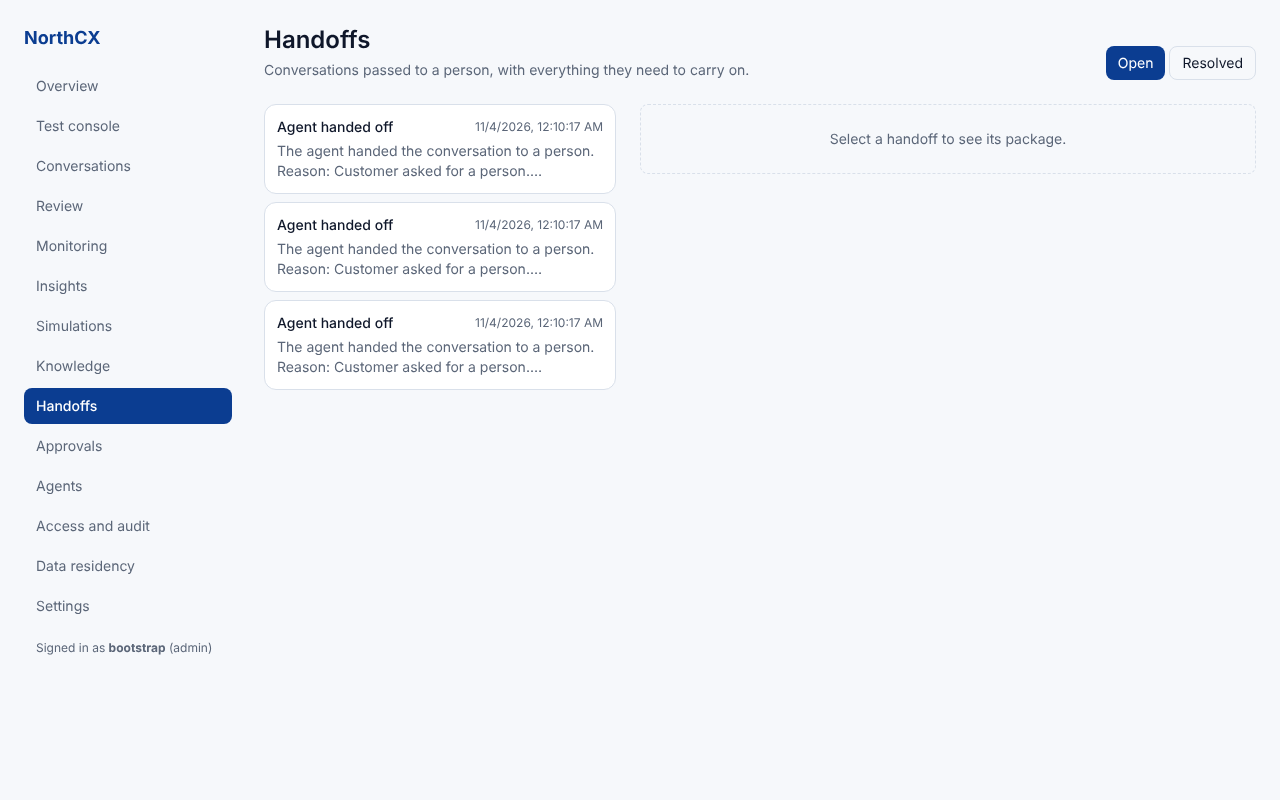 NorthCX
Overview
Test console
Conversations
Review
Monitoring
Insights
Simulations
Knowledge
Handoffs
Approvals
Agents
Access and audit
Data residency
Settings
Signed in as bootstrap (admin)
Handoffs
Conversations passed to a person, with everything they need to carry on.
Open
Resolved
Agent handed off 11/4/2026, 12:10:17 AM
The agent handed the conversation to a person.
Reason: Customer asked for a person....
Agent handed off 11/4/2026, 12:10:17 AM
The agent handed the conversation to a person.
Reason: Customer asked for a person....
Agent handed off 11/4/2026, 12:10:17 AM
The agent handed the conversation to a person.
Reason: Customer asked for a person....
Select a handoff to see its package.